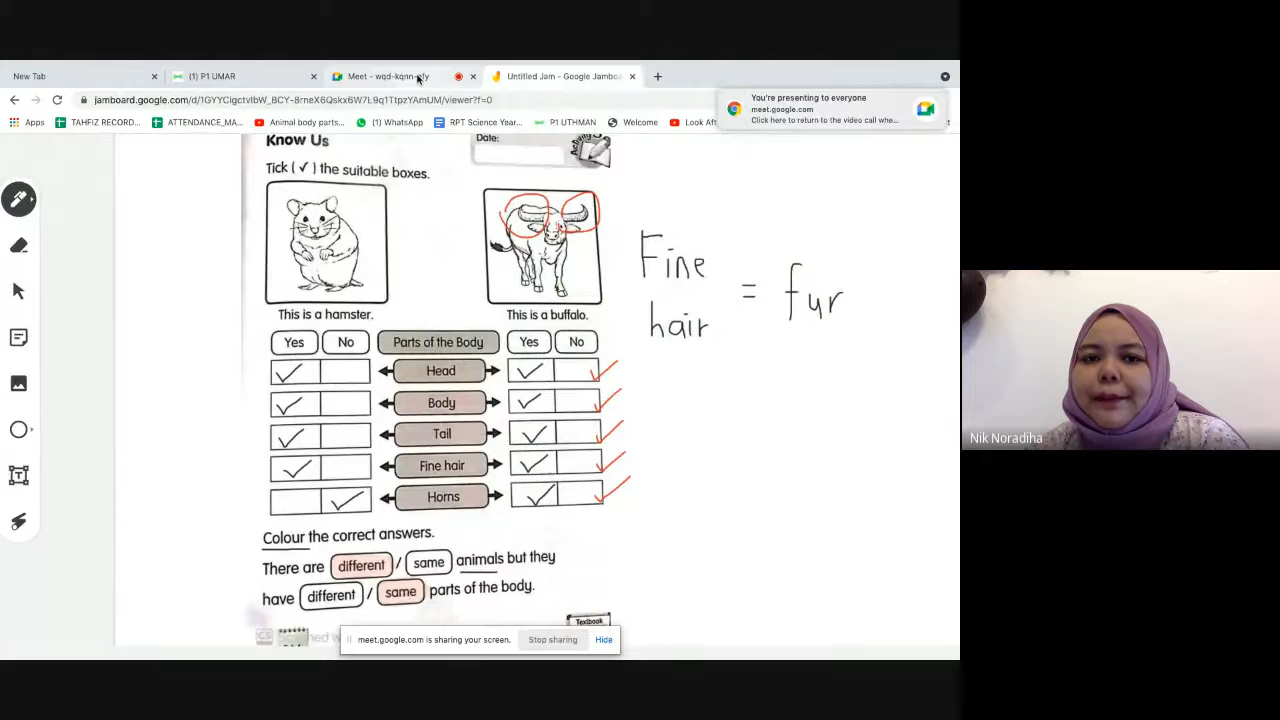 New Tab
(1) P1 UMAR
Meet - wqd-kqnn-
Untitled Jam - Google Jamboa
jamboard.google.com/d/1GYYCigctvIbW_BCY-8rneX6Qskx6W7L9q1TtpzYAmUM/viewer?f=0
You're presenting to everyone
meet.google.com
Click here to return to the video call whe...
Apps TAHFIZ RECORD... ATTENDANCE_MA... Animal body parts... (1) WhatsApp RPT Science Year... P1 UTHMAN Welcome Look Aft
Know Us
Date:
Tick ( ✓ ) the suitable boxes.
Fine
hair
= fur
This is a hamster.
This is a buffalo.
Yes No Parts of the Body Yes No
Head
Body
Tail
Fine hair
Horns
Colour the correct answers.
There are different / same animals but they
have different / same parts of the body.
Textbook
CS Scanned w
meet.google.com is sharing your screen. Stop sharing Hide
Nik Noradiha